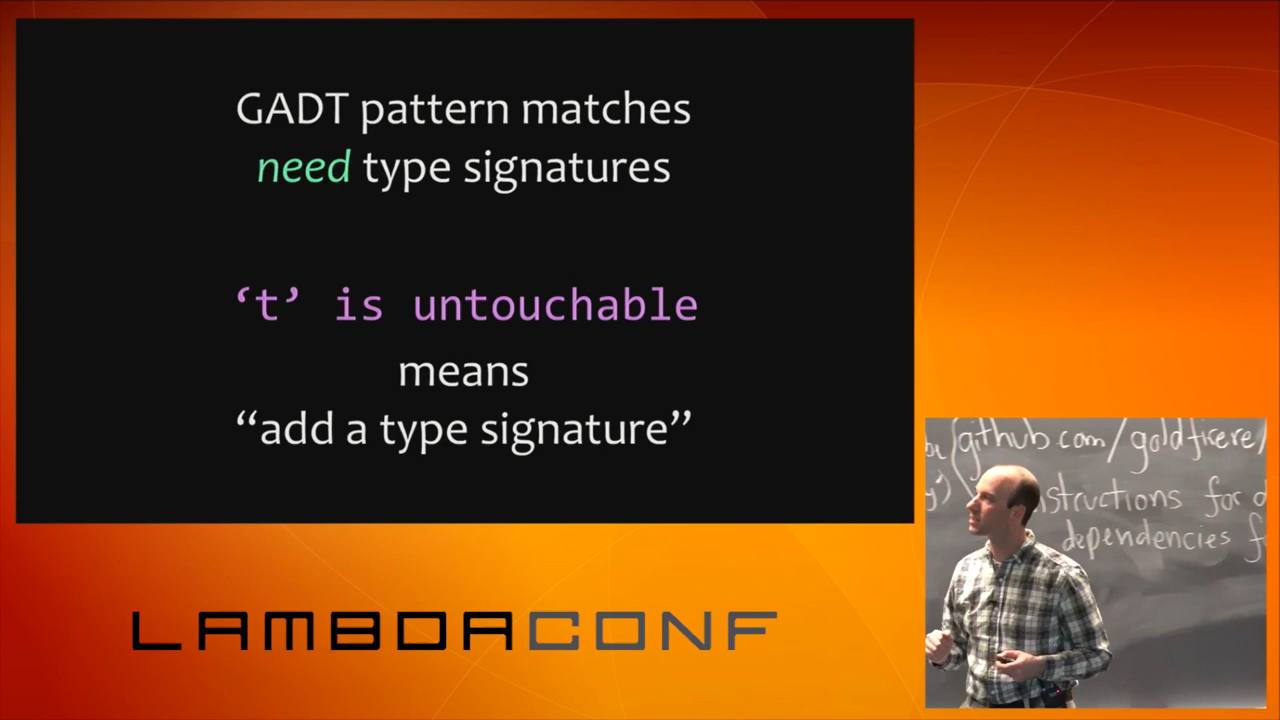 GADT pattern matches
need type signatures
‘t’ is untouchable
means
“add a type signature”
LAMBDACONF
github.com/goldfirere/
structions for d
dependencies f